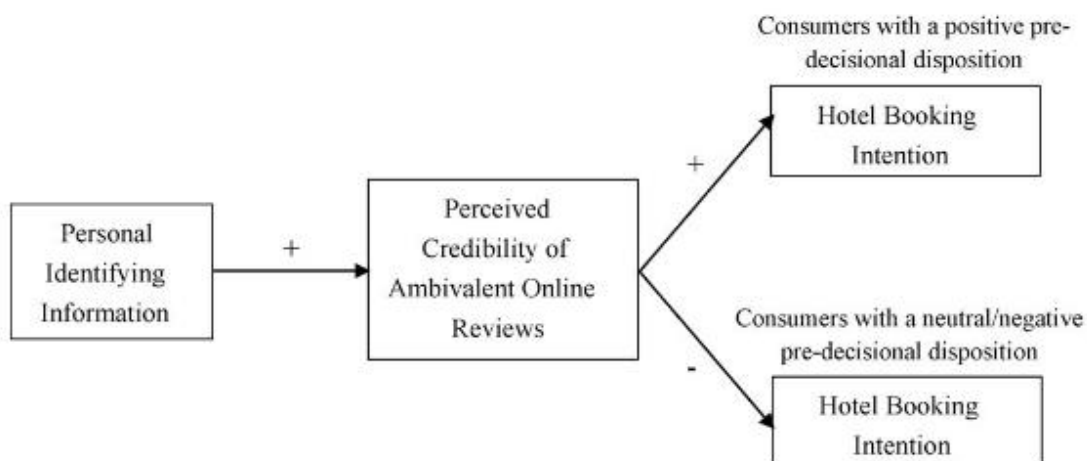 Consumers with a positive pre-
decisional disposition
Hotel Booking
Intention
+
Perceived
Credibility of
Ambivalent Online
Reviews
Personal
Identifying
Information
+
Consumers with a neutral/negative
pre-decisional disposition
-
Hotel Booking
Intention